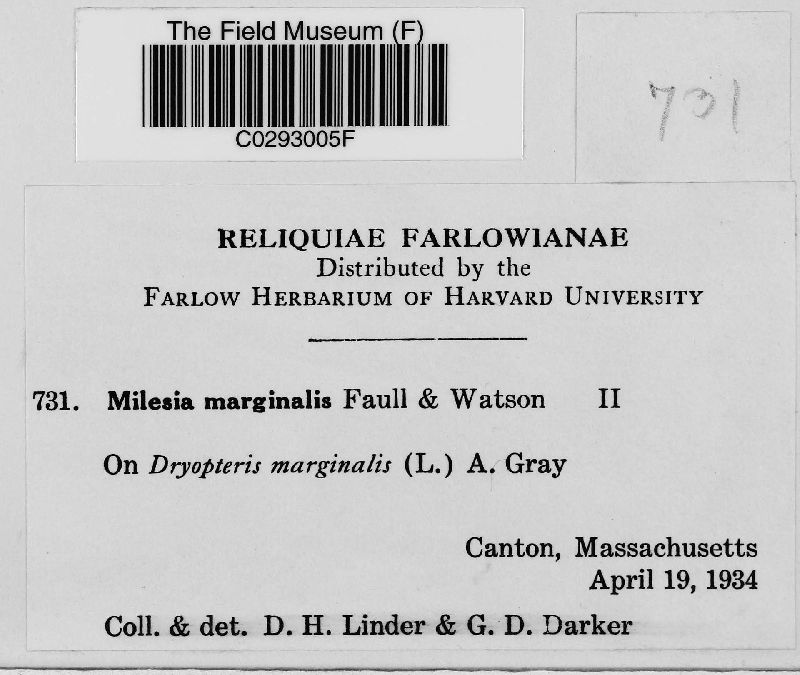 The Field Museum (F)
C0293005F
731
RELIQUIAE FARLOWIANAE
Distributed by the
FARLOW HERBARIUM OF HARVARD UNIVERSITY
731. Milesia marginalis Faull & Watson II
On Dryopteris marginalis (L.) A. Gray
Canton, Massachusetts
April 19, 1934
Coll. & det. D. H. Linder & G. D. Darker